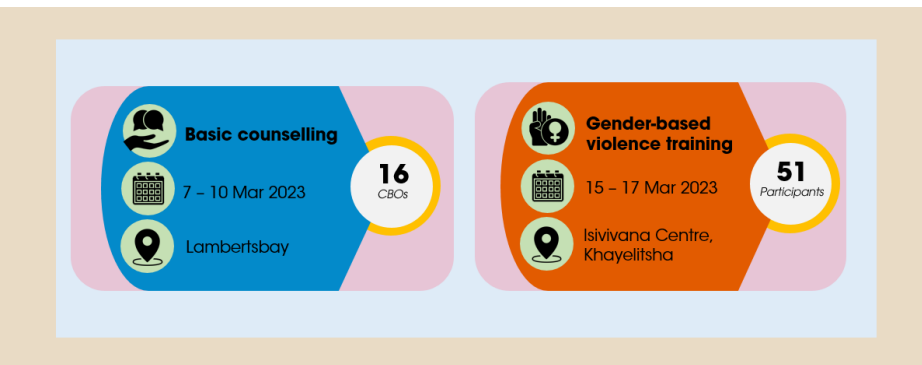 Basic counselling
7 – 10 Mar 2023
Lambertsbay
16
CBOs
Gender-based
violence training
15 – 17 Mar 2023
Isivivana Centre,
Khayelitsha
51
Participants